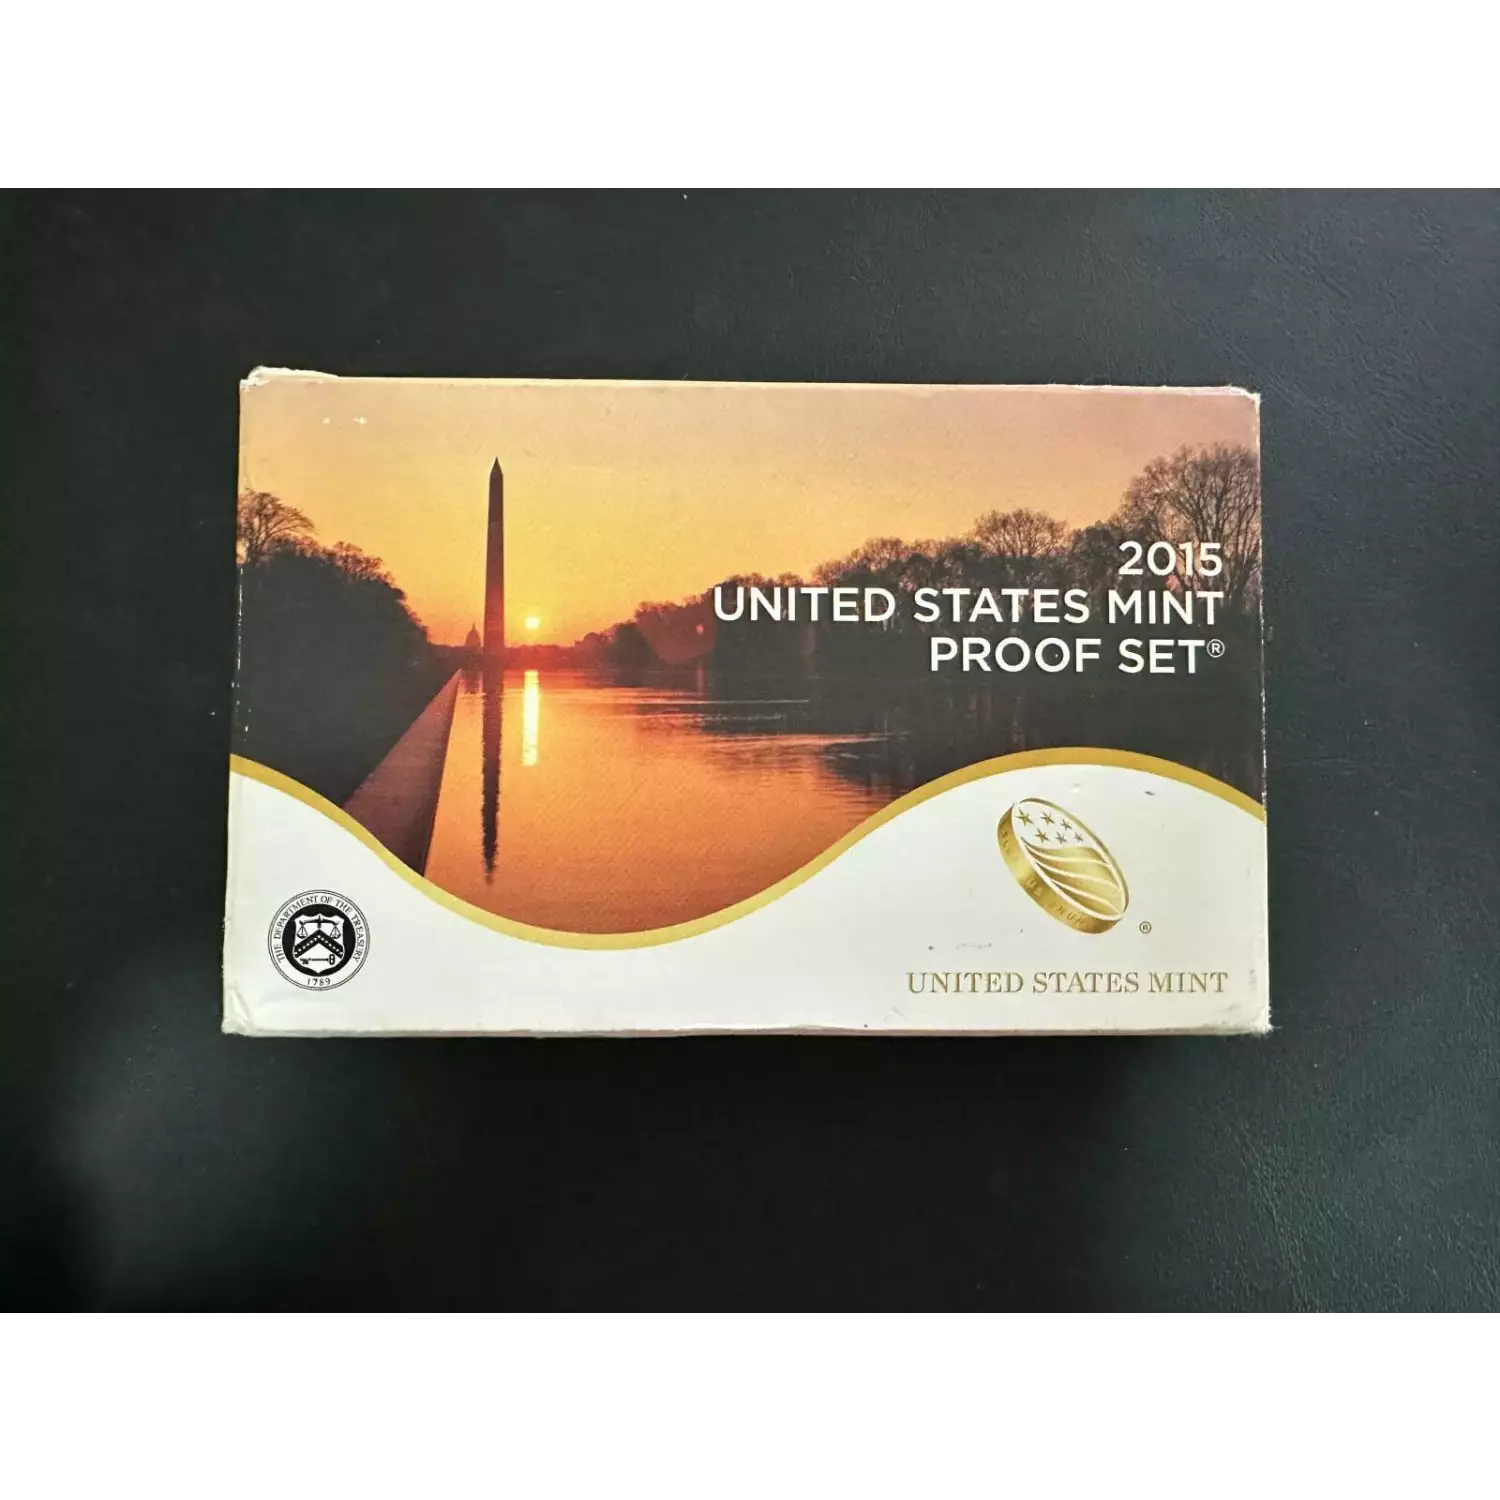 2015
UNITED STATES MINT
PROOF SET®
THE DEPARTMENT OF THE TREASURY
1789
®
UNITED STATES MINT